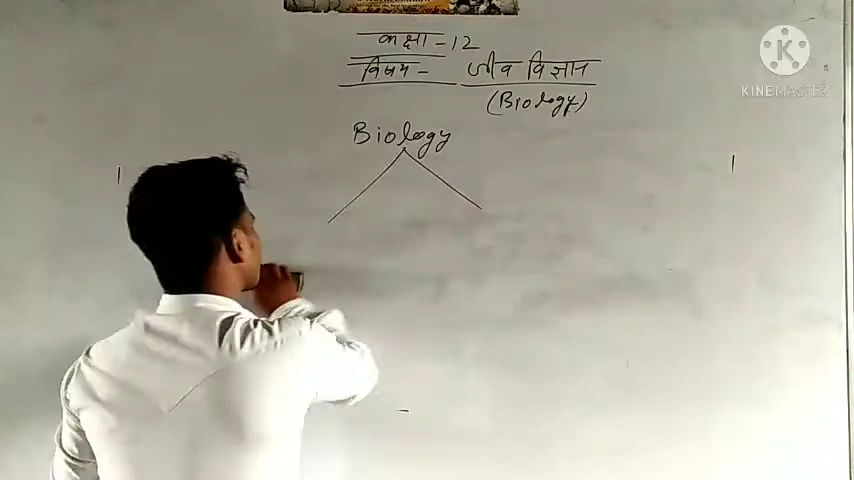 कक्षा - 12
विषय - जीव विज्ञान
(Biology)
Biology
KINEMASTER